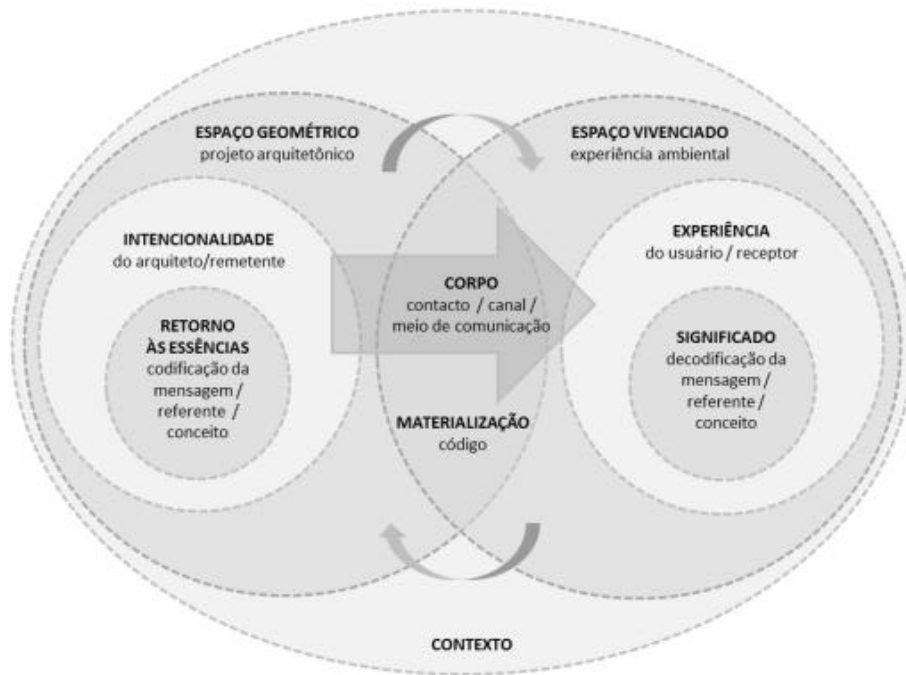 ESPAÇO GEOMÉTRICO
projeto arquitetônico
ESPAÇO VIVENCIADO
experiência ambiental
INTENCIONALIDADE
do arquiteto/remetente
EXPERIÊNCIA
do usuário / receptor
CORPO
contacto / canal /
meio de comunicação
RETORNO
ÀS ESSÊNCIAS
codificação da
mensagem /
referente /
conceito
SIGNIFICADO
decodificação da
mensagem /
referente /
conceito
MATERIALIZAÇÃO
código
CONTEXTO